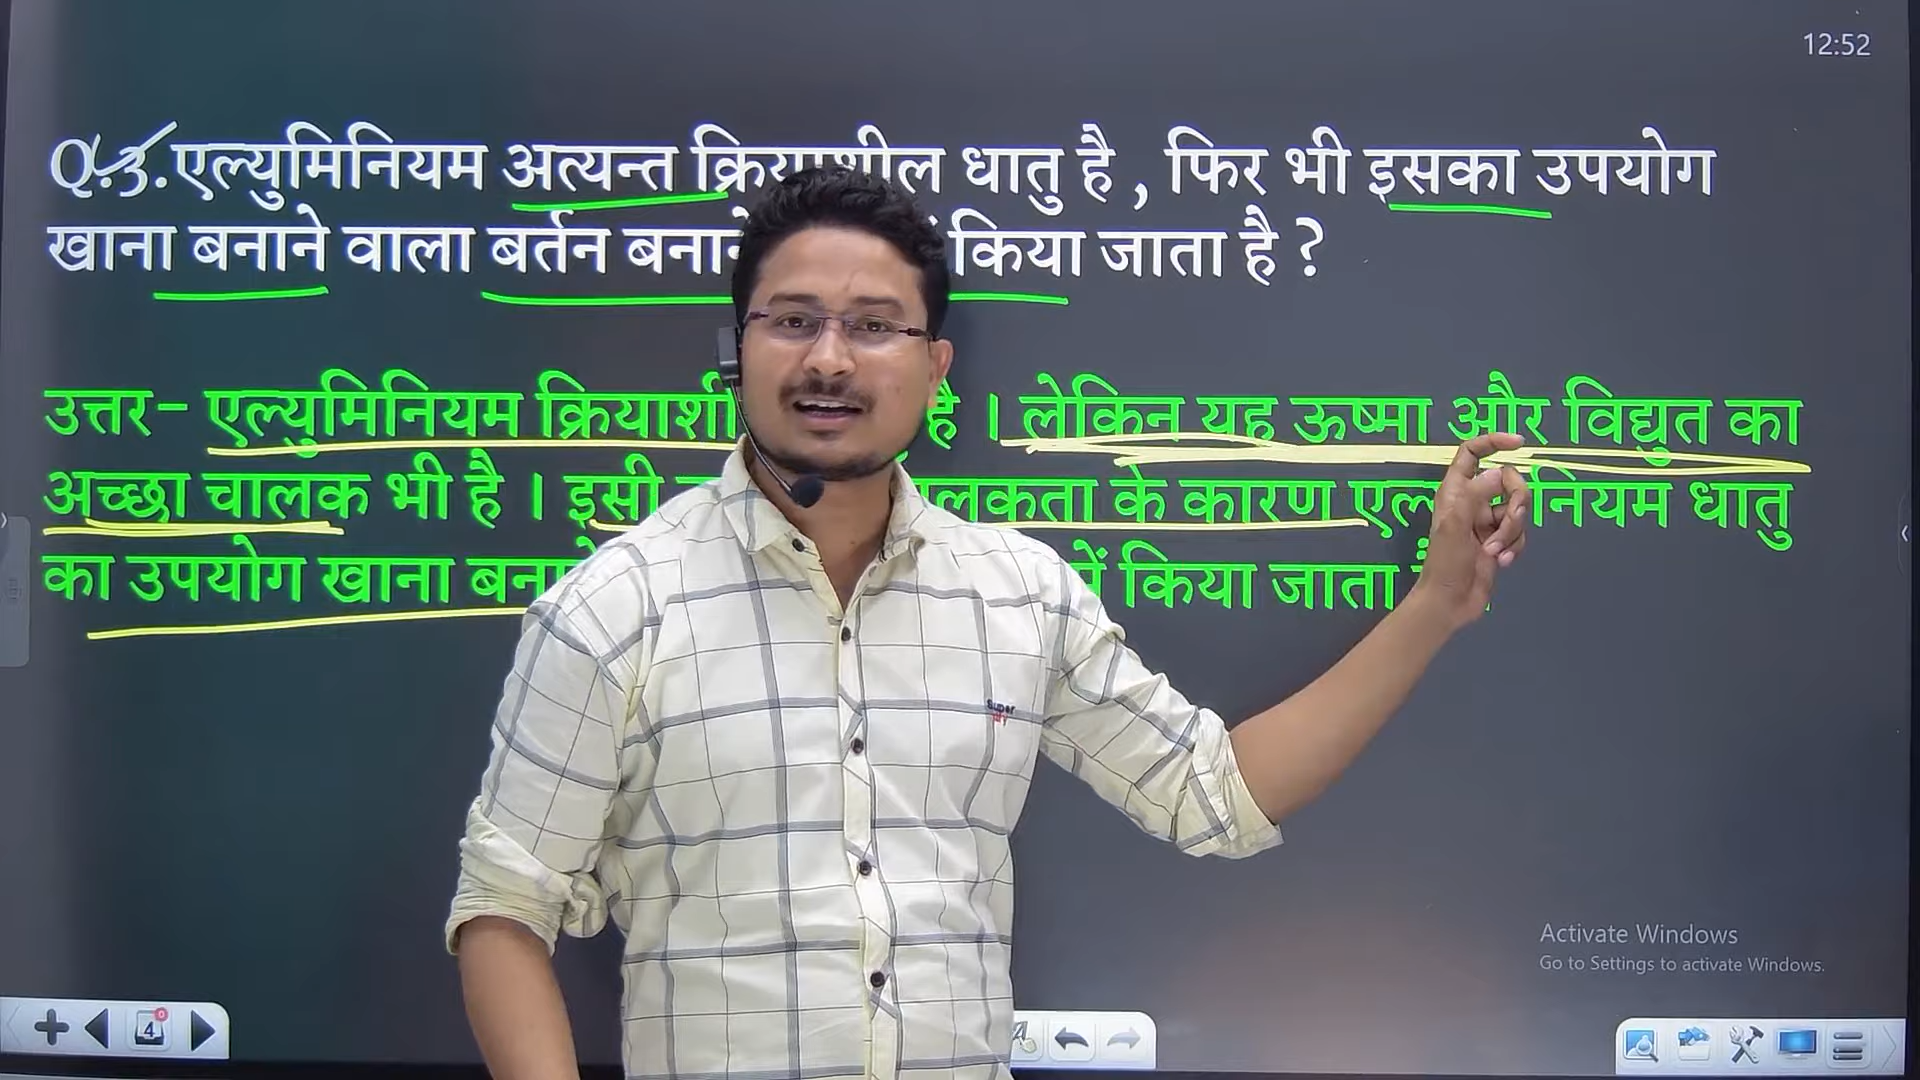 12:52
Q.3. एल्युमिनियम अत्यन्त क्रियाशील धातु है , फिर भी इसका उपयोग
खाना बनाने वाला बर्तन बनाने किया जाता है ?
उत्तर- एल्युमिनियम क्रियाशी है । लेकिन यह ऊष्मा और विद्युत का
अच्छा चालक भी है । इसी लकता के कारण एल्युमिनियम धातु
का उपयोग खाना बना में किया जाता
Super
Activate Windows
Go to Settings to activate Windows.
4
0